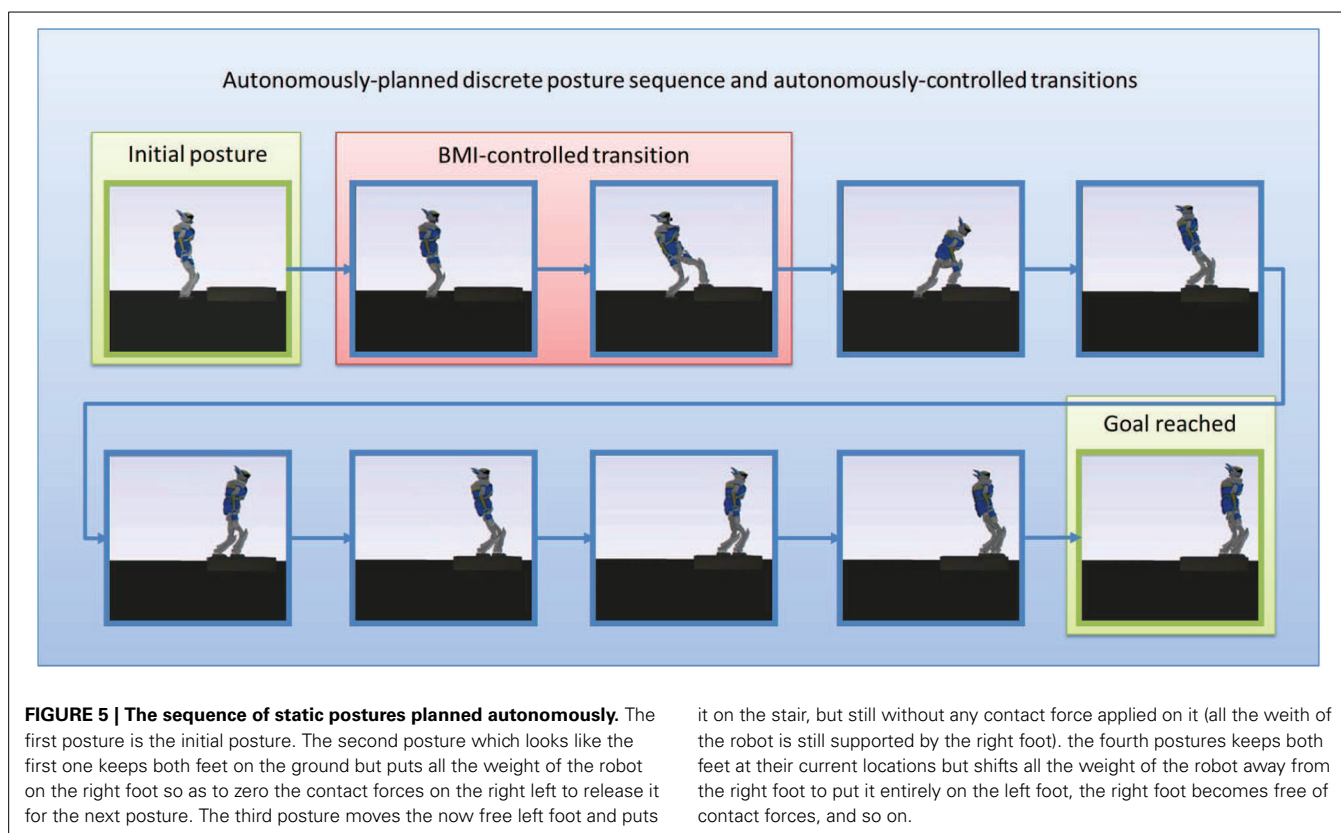 Autonomously-planned discrete posture sequence and autonomously-controlled transitions
Initial posture
BMI-controlled transition
Goal reached
FIGURE 5 | The sequence of static postures planned autonomously. The
first posture is the initial posture. The second posture which looks like the
first one keeps both feet on the ground but puts all the weight of the robot
on the right foot so as to zero the contact forces on the right left to release it
for the next posture. The third posture moves the now free left foot and puts
it on the stair, but still without any contact force applied on it (all the weith of
the robot is still supported by the right foot). the fourth postures keeps both
feet at their current locations but shifts all the weight of the robot away from
the right foot to put it entirely on the left foot, the right foot becomes free of
contact forces, and so on.